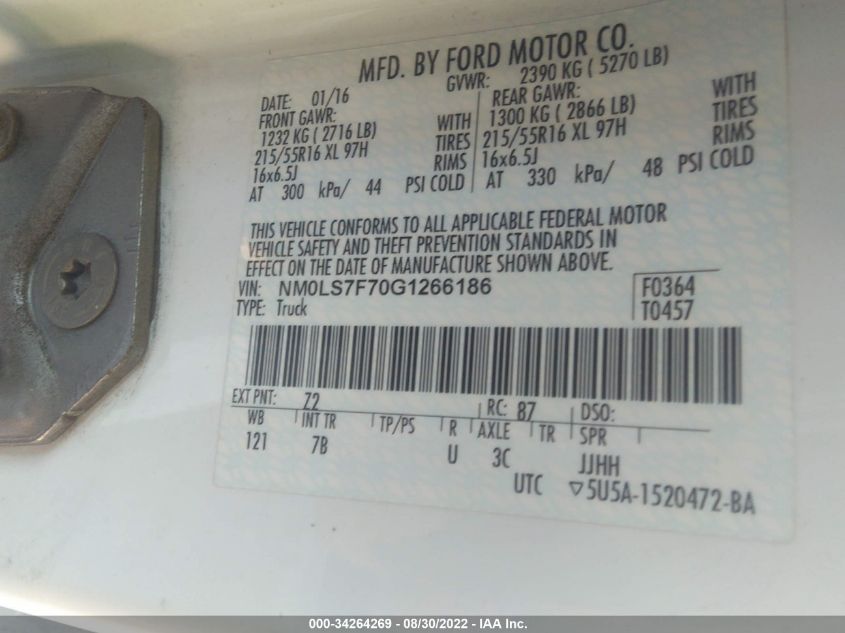 MFD. BY FORD MOTOR CO.
DATE: 01/16 GVWR: 2390 KG ( 5270 LB)
FRONT GAWR: REAR GAWR:
1232 KG ( 2716 LB) WITH 1300 KG ( 2866 LB) WITH
215/55R16 XL 97H TIRES 215/55R16 XL 97H TIRES
16x6.5J RIMS 16x6.5J RIMS
AT 300 kPa/ 44 PSI COLD AT 330 kPa/ 48 PSI COLD
THIS VEHICLE CONFORMS TO ALL APPLICABLE FEDERAL MOTOR
VEHICLE SAFETY AND THEFT PREVENTION STANDARDS IN
EFFECT ON THE DATE OF MANUFACTURE SHOWN ABOVE.
VIN: NM0LS7F70G1266186 F0364
TYPE: Truck T0457
EXT PNT: Z2 RC: 87 DSO:
WB INT TR TP/PS R AXLE TR SPR
121 7B U 3C JJHH
UTC ▽5U5A-1520472-BA
000-34264269 - 08/30/2022 - IAA Inc.